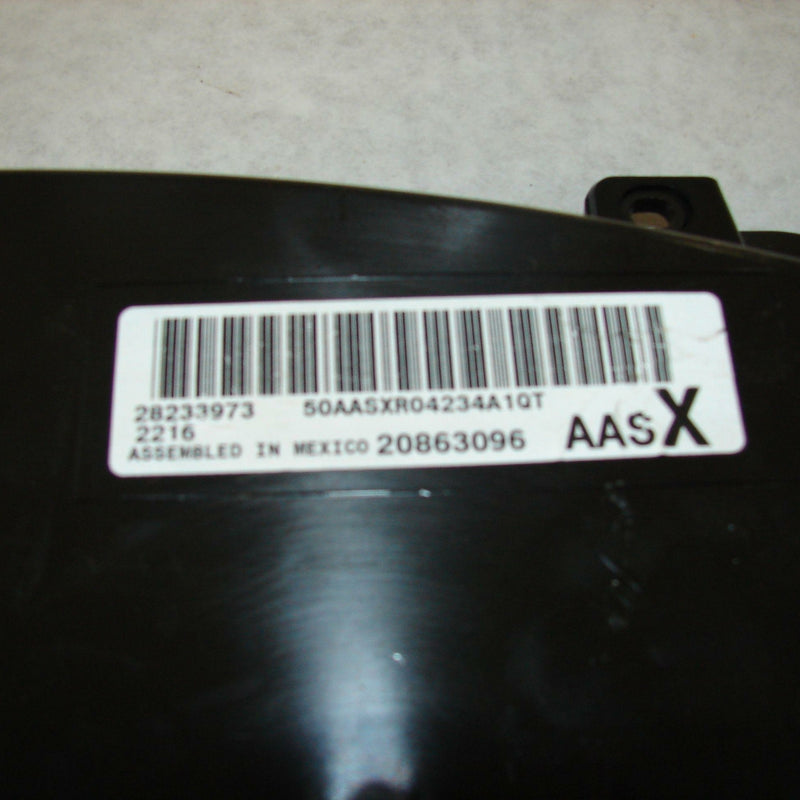 28233973 50AASXR04234A1QT
2216
ASSEMBLED IN MEXICO 20863096 AASX